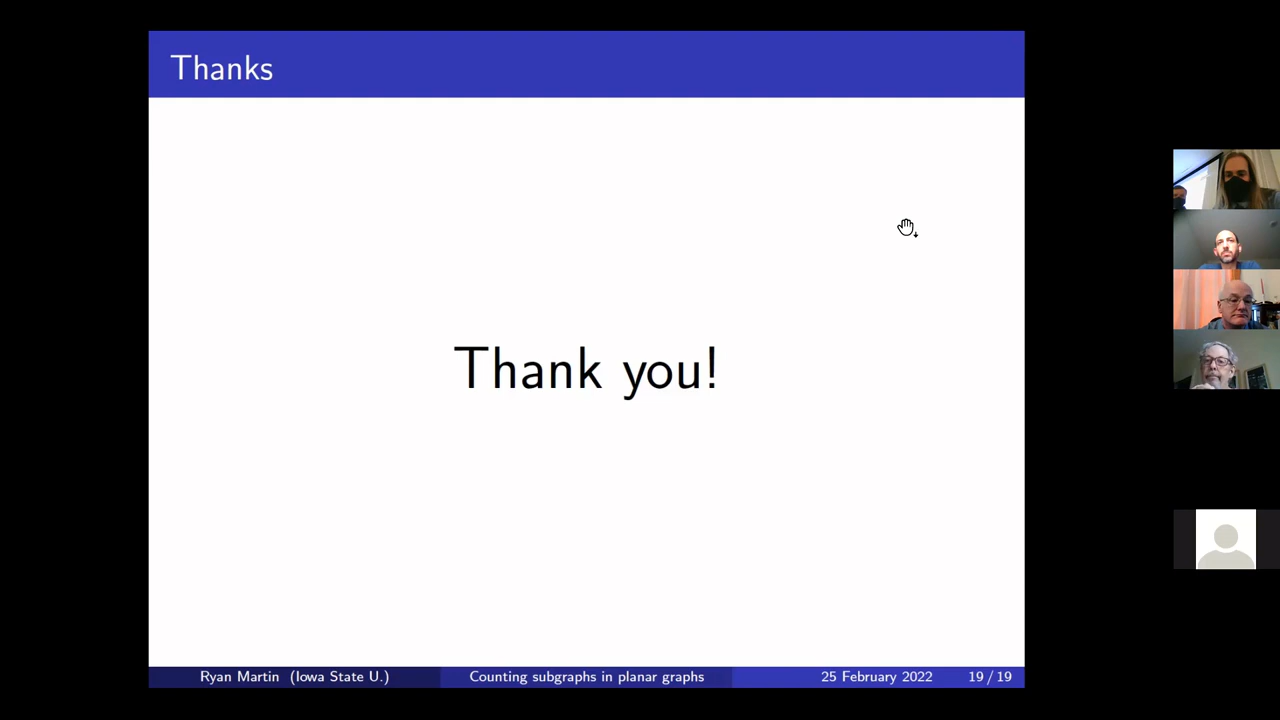 Thanks
Thank you!
Ryan Martin (Iowa State U.)
Counting subgraphs in planar graphs
25 February 2022
19 / 19